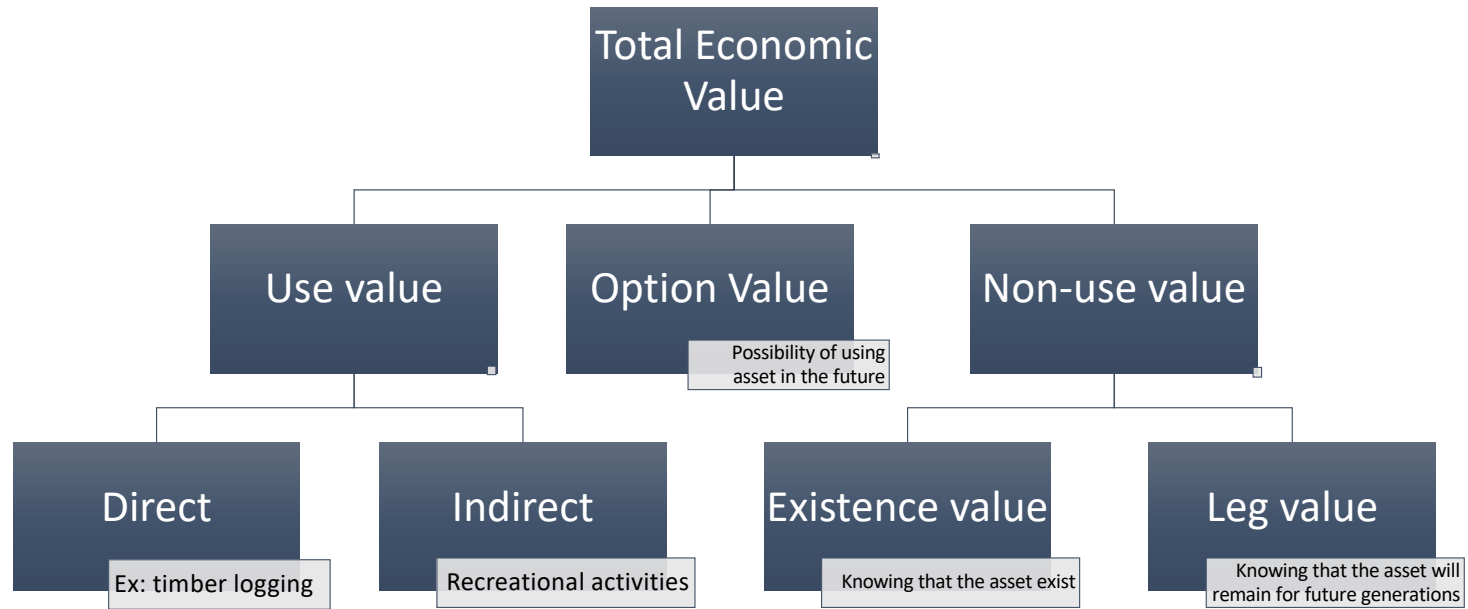 Total Economic
Value
Use value
Option Value
Possibility of using
asset in the future
Non-use value
Direct
Ex: timber logging
Indirect
Recreational activities
Existence value
Knowing that the asset exist
Leg value
Knowing that the asset will
remain for future generations